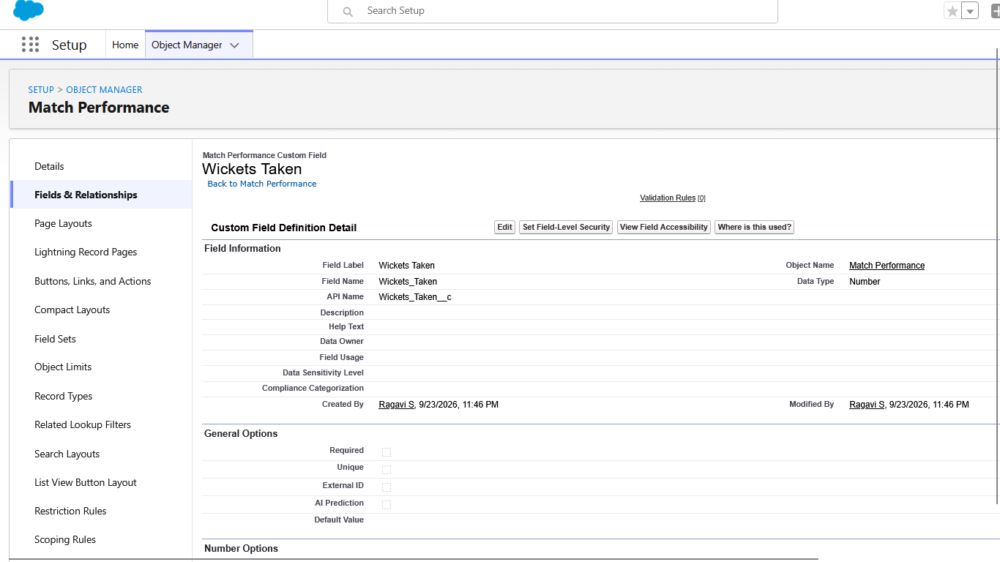 Search Setup
Setup
Home
Object Manager
SETUP > OBJECT MANAGER
Match Performance
Details
Fields & Relationships
Page Layouts
Lightning Record Pages
Buttons, Links, and Actions
Compact Layouts
Field Sets
Object Limits
Record Types
Related Lookup Filters
Search Layouts
List View Button Layout
Restriction Rules
Scoping Rules
Match Performance Custom Field
Wickets Taken
Back to Match Performance
Validation Rules [0]
Custom Field Definition Detail
Edit
Set Field-Level Security
View Field Accessibility
Where is this used?
Field Information
Field Label Wickets Taken
Object Name Match Performance
Field Name Wickets_Taken
Data Type Number
API Name Wickets_Taken__c
Description
Help Text
Data Owner
Field Usage
Data Sensitivity Level
Compliance Categorization
Created By Ragavi S, 9/23/2026, 11:46 PM
Modified By Ragavi S, 9/23/2026, 11:46 PM
General Options
Required
Unique
External ID
AI Prediction
Default Value
Number Options